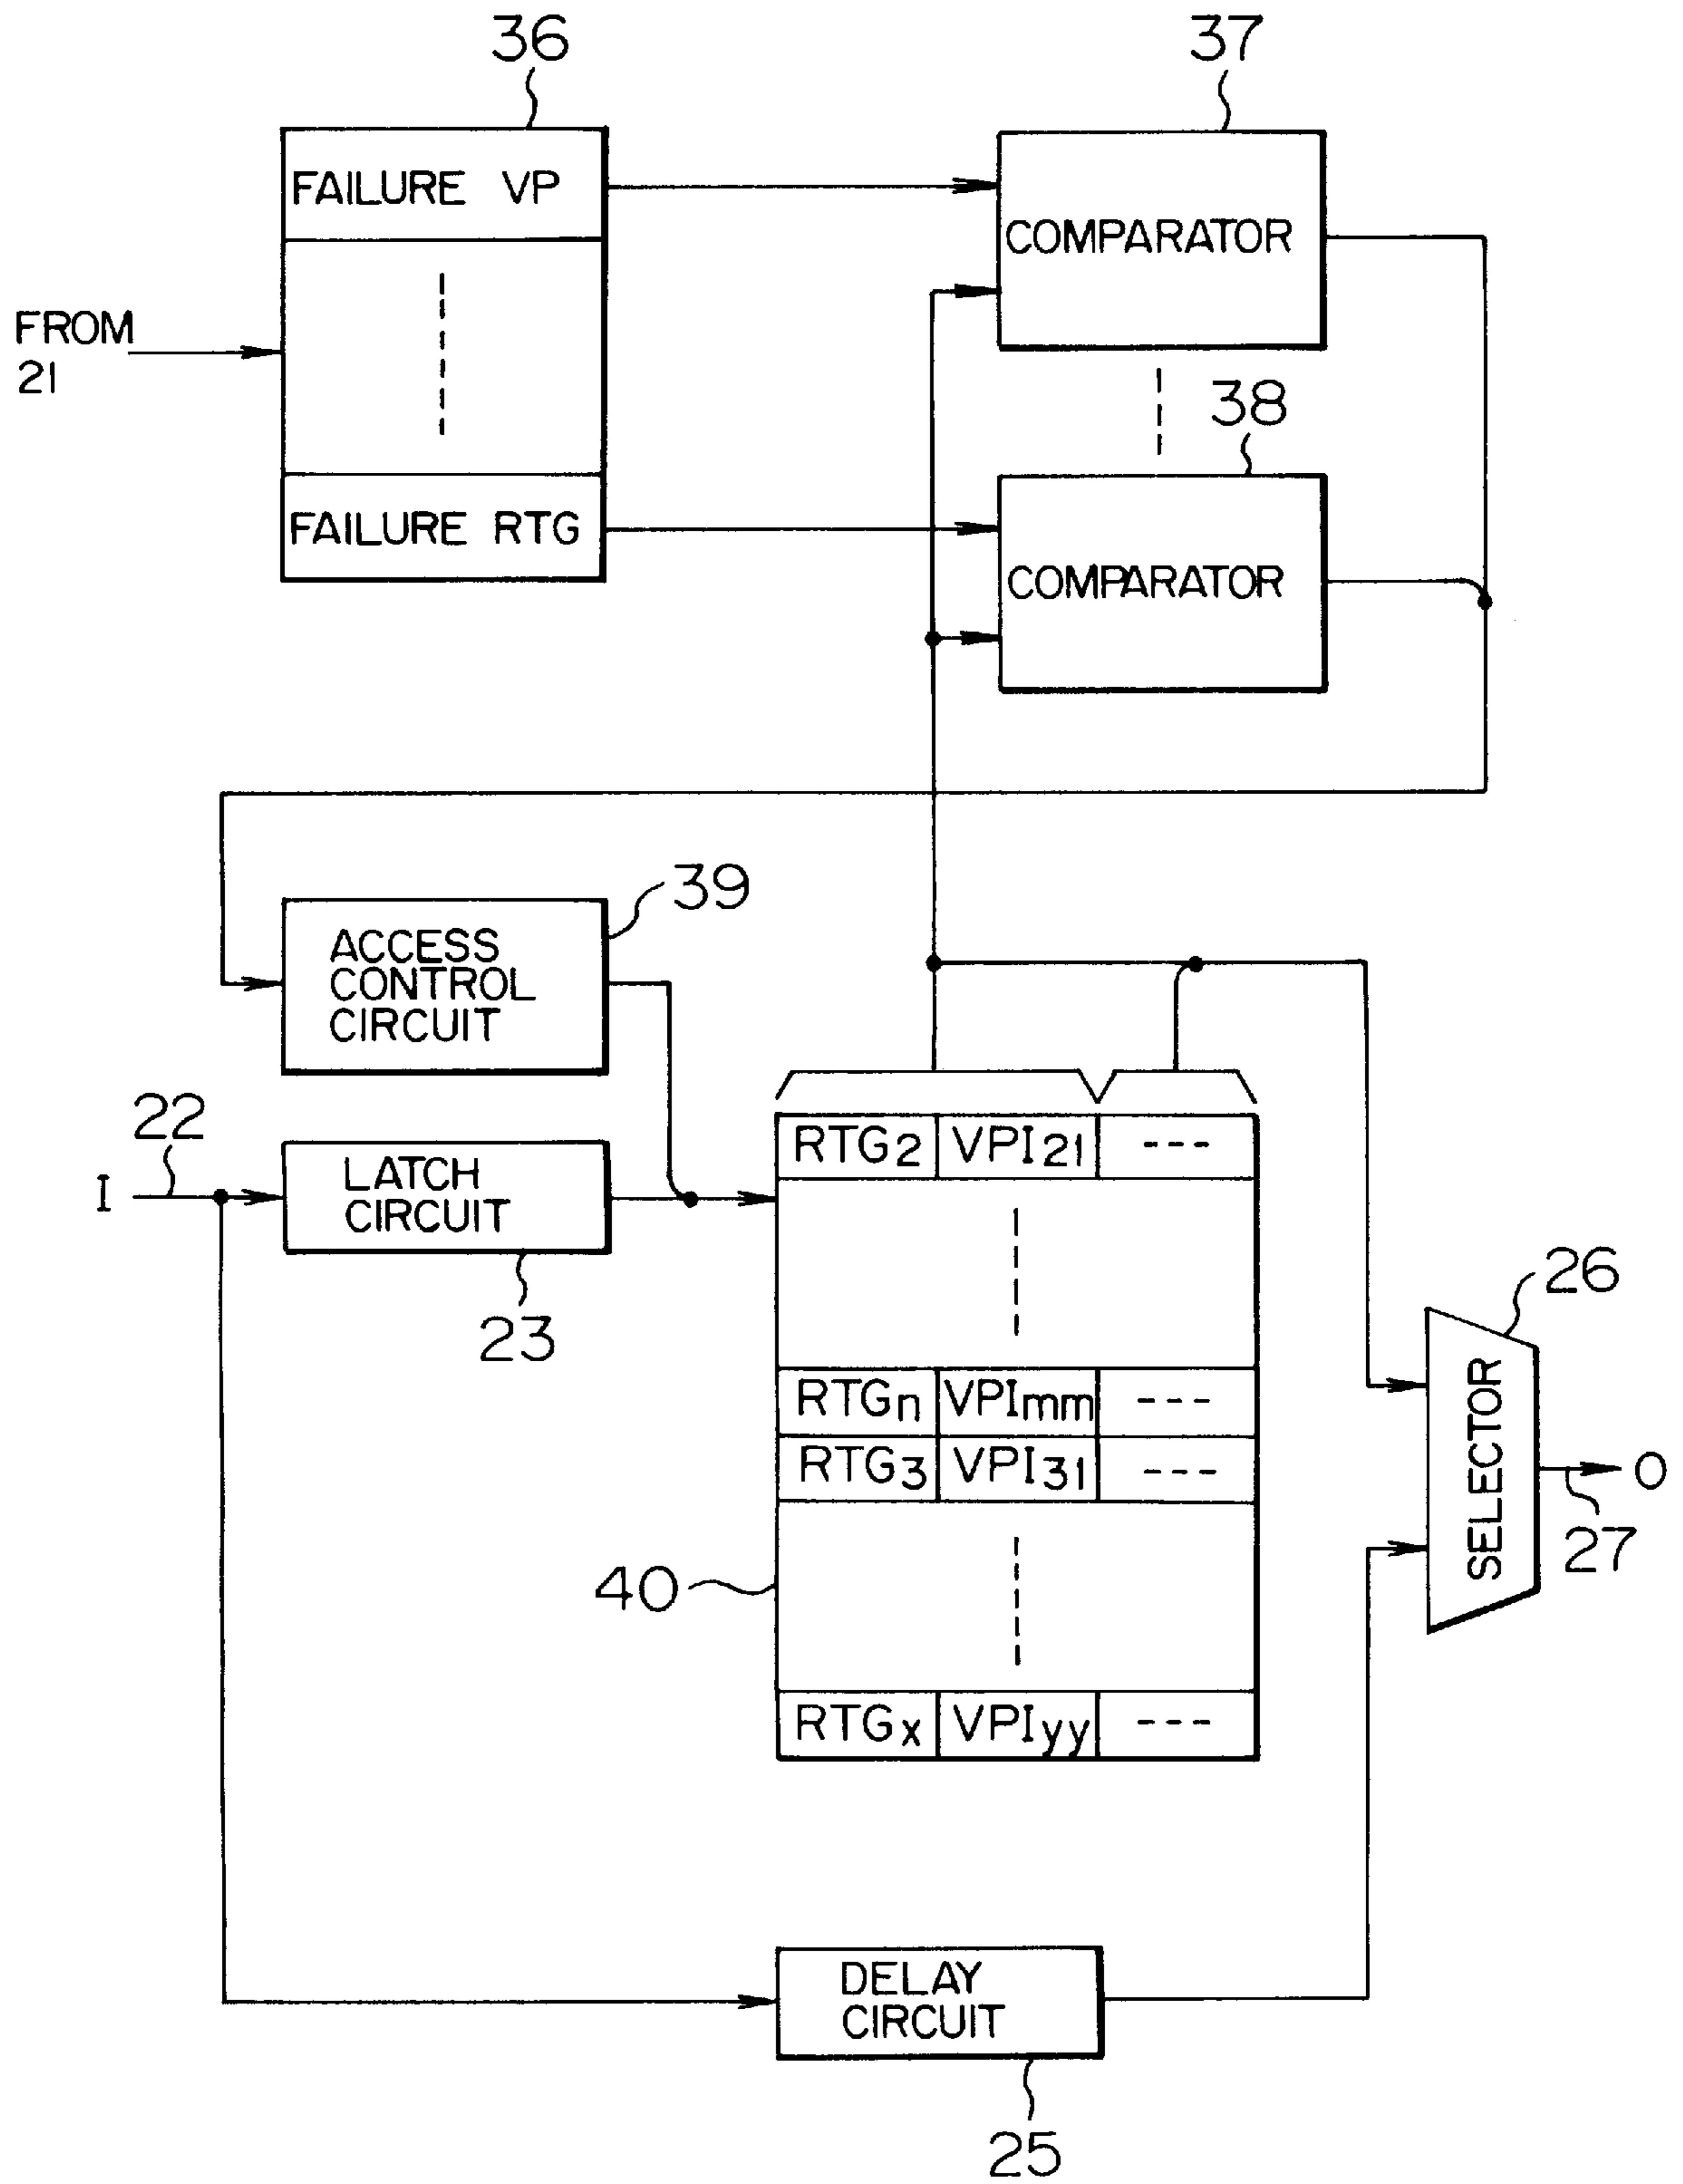 36
37
FAILURE VP
COMPARATOR
FROM
21
38
FAILURE RTG
COMPARATOR
39
ACCESS
CONTROL
CIRCUIT
22
I
LATCH
CIRCUIT
23
RTG2 VPI21 ---
26
RTGn VPImm ---
RTG3 VPI31 ---
SELECTOR
O
27
40
RTGx VPIyy ---
DELAY
CIRCUIT
25